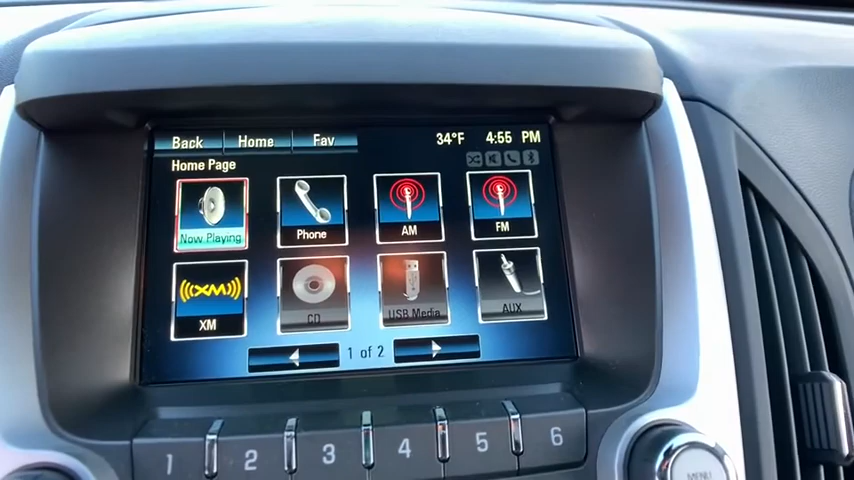 Back Home Fav 34°F 4:55 PM
Home Page
Now Playing Phone AM FM
XM
XM CD USB Media AUX
1 of 2
1 2 3 4 5 6
MENU